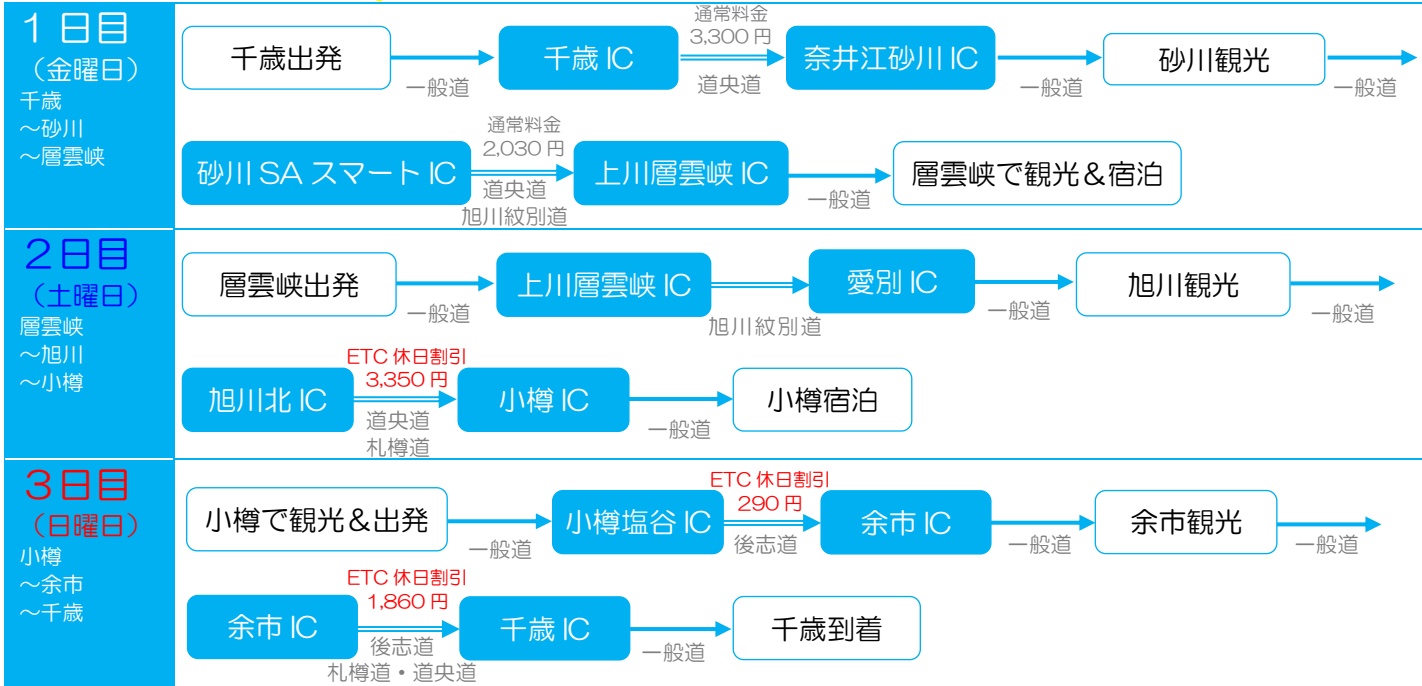 1日目
（金曜日）
千歳
～砂川
～層雲峡
千歳出発
一般道
千歳 IC
通常料金
3,300 円
道央道
奈井江砂川 IC
一般道
砂川観光
一般道
砂川 SA スマート IC
通常料金
2,030 円
道央道
旭川紋別道
上川層雲峡 IC
一般道
層雲峡で観光＆宿泊
2日目
（土曜日）
層雲峡
～旭川
～小樽
層雲峡出発
一般道
上川層雲峡 IC
旭川紋別道
愛別 IC
一般道
旭川観光
一般道
旭川北 IC
ETC 休日割引
3,350 円
道央道
札樽道
小樽 IC
一般道
小樽宿泊
3日目
（日曜日）
小樽
～余市
～千歳
小樽で観光＆出発
一般道
小樽塩谷 IC
ETC 休日割引
290 円
後志道
余市 IC
一般道
余市観光
一般道
余市 IC
ETC 休日割引
1,860 円
後志道
札樽道・道央道
千歳 IC
一般道
千歳到着